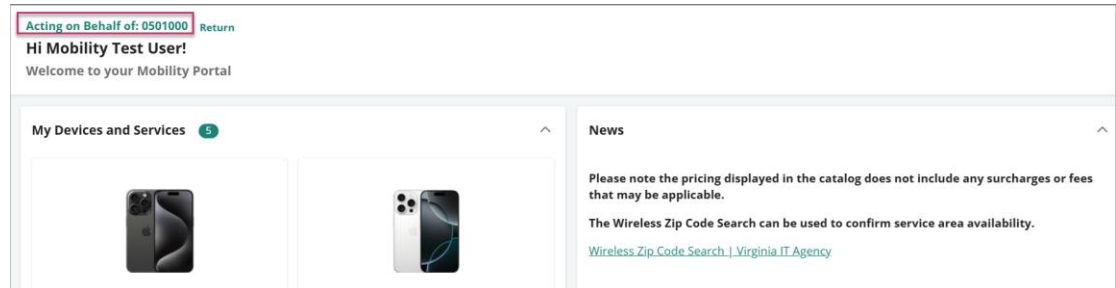 Acting on Behalf of: 0501000 Return
Hi Mobility Test User!
Welcome to your Mobility Portal
My Devices and Services 5
News
Please note the pricing displayed in the catalog does not include any surcharges or fees
that may be applicable.
The Wireless Zip Code Search can be used to confirm service area availability.
Wireless Zip Code Search | Virginia IT Agency